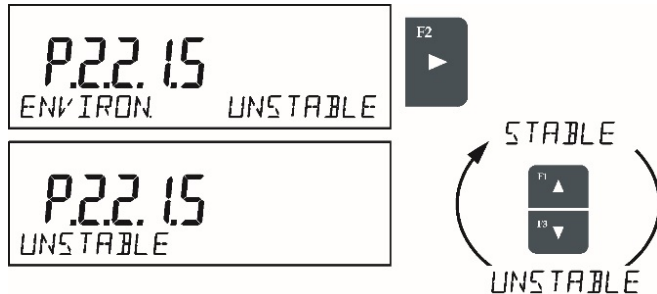 P.2.2.1.5
ENVIRON. UNSTABLE
F2
P.2.2.1.5
UNSTABLE
STABLE
F1
F3
UNSTABLE